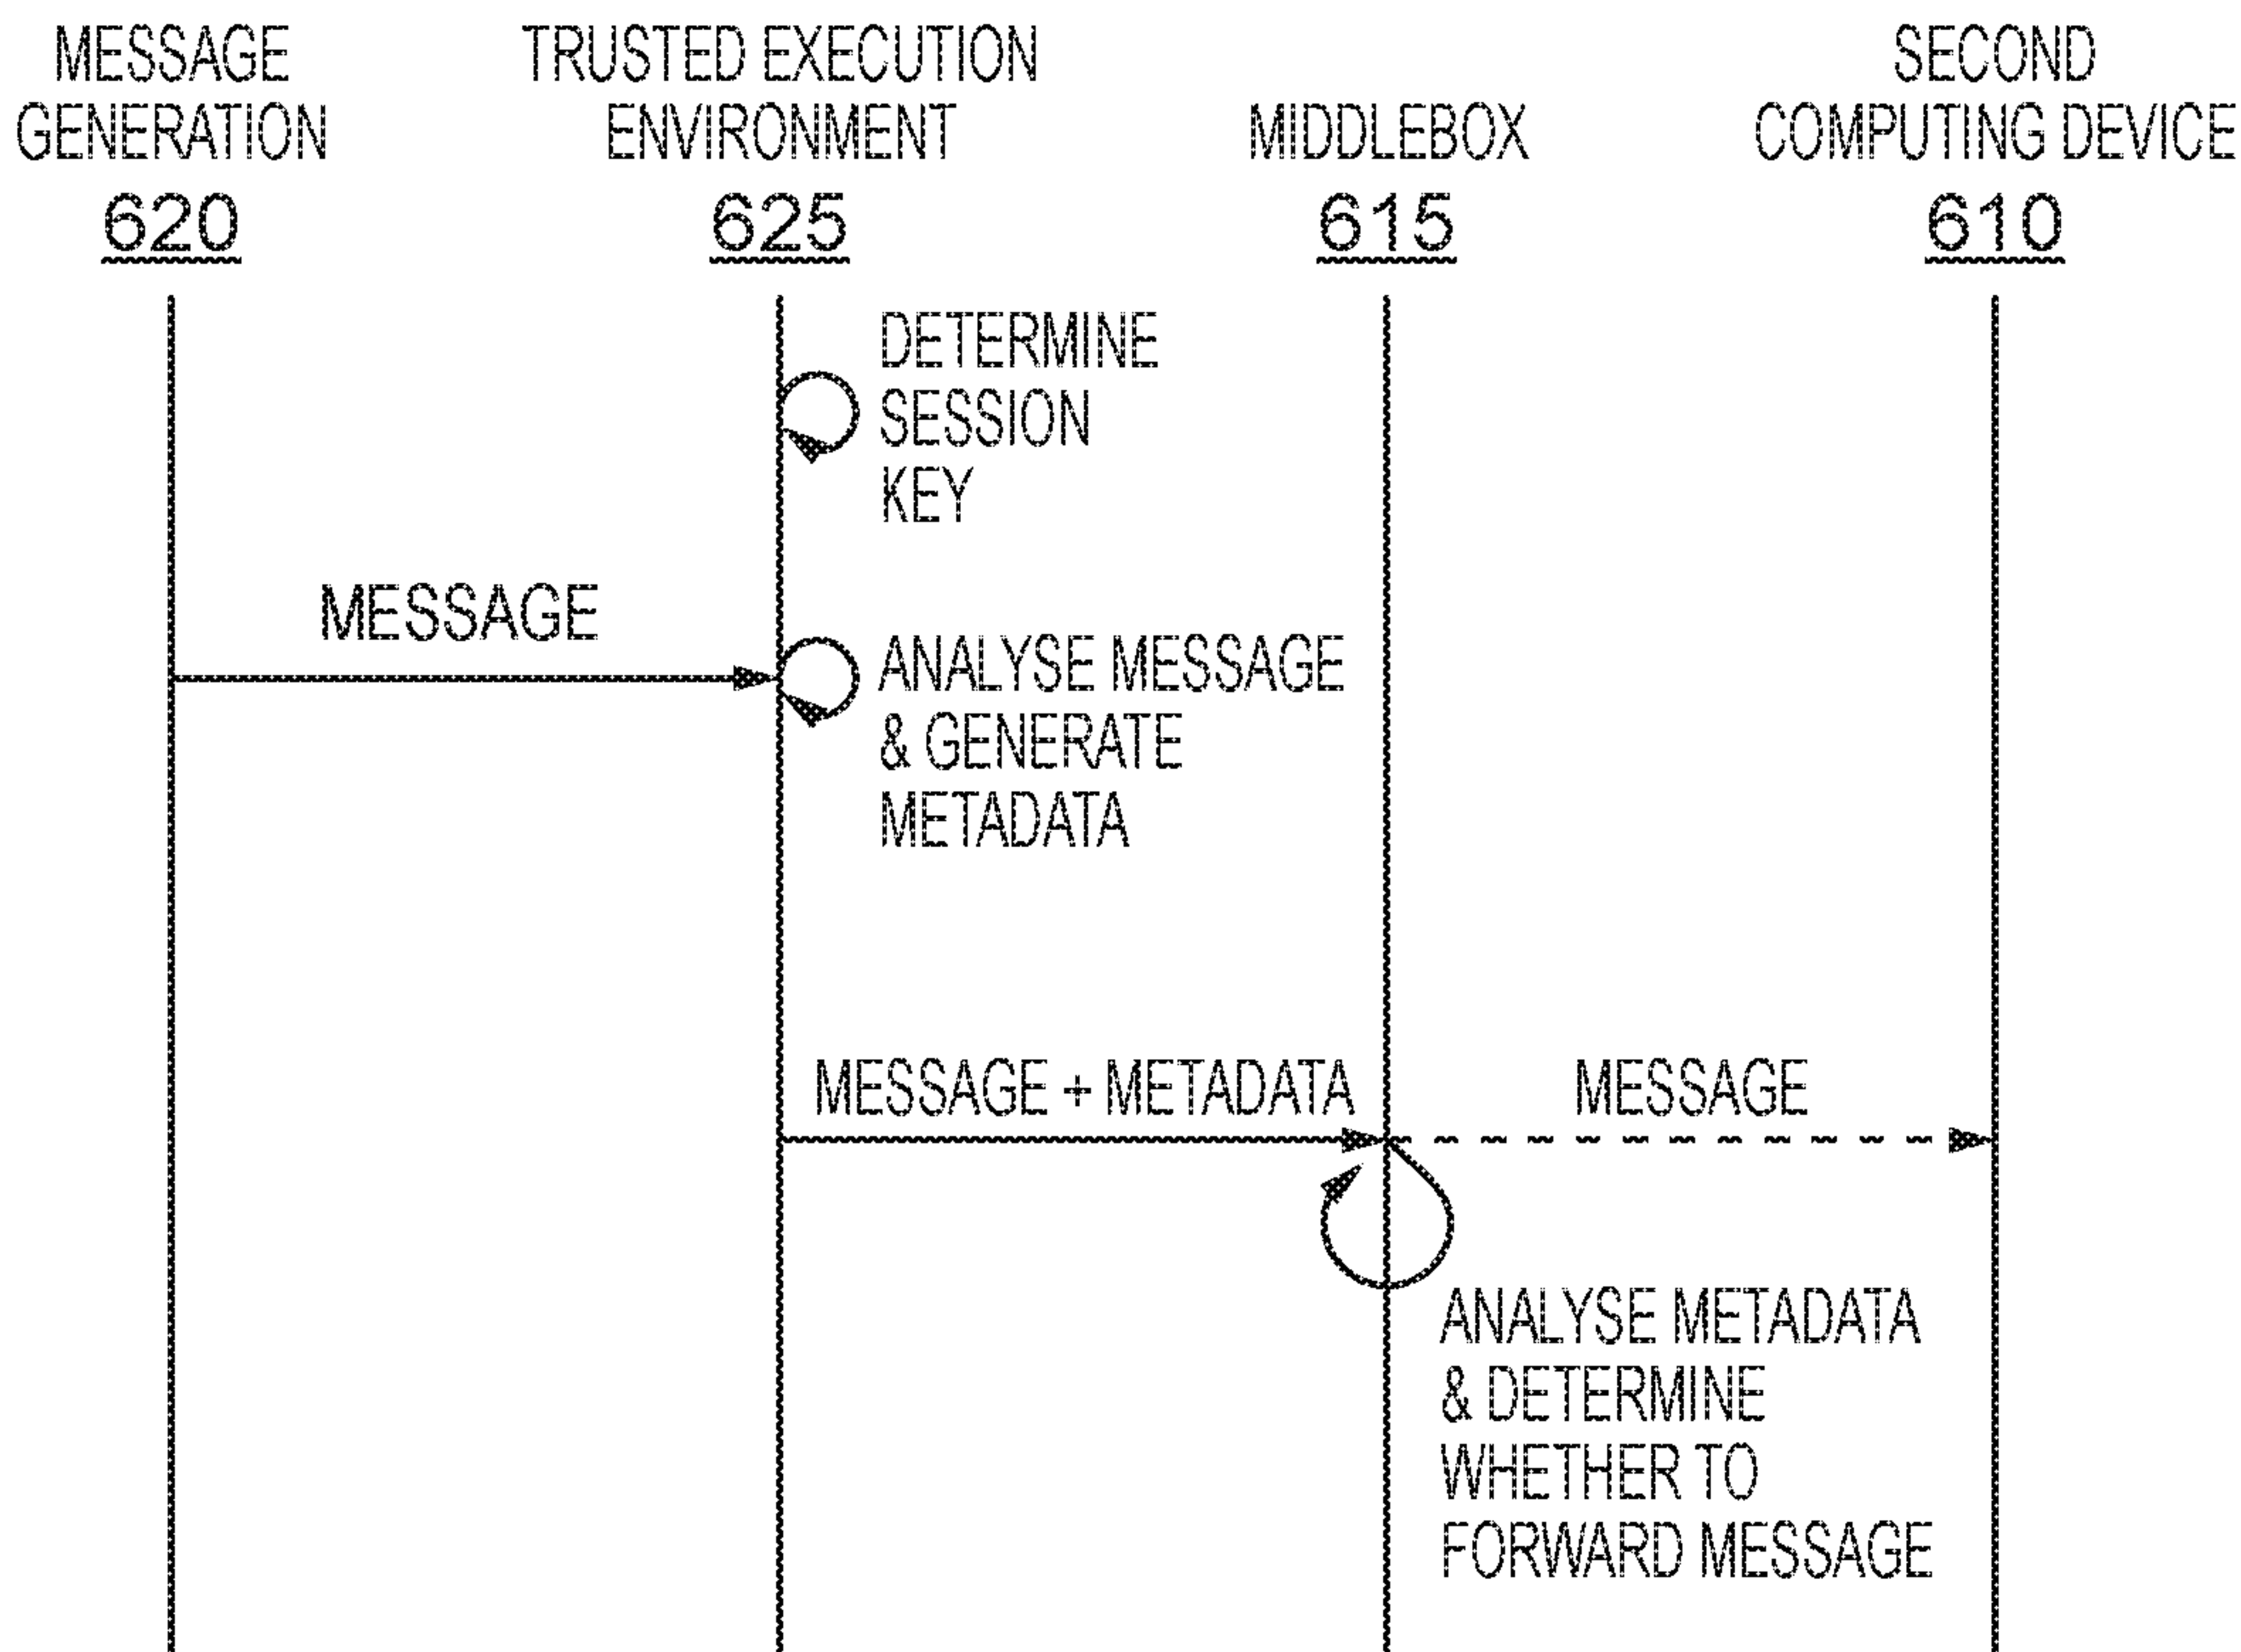 MESSAGE
GENERATION
620
TRUSTED EXECUTION
ENVIRONMENT
625
MIDDLEBOX
615
SECOND
COMPUTING DEVICE
610
DETERMINE
SESSION
KEY
MESSAGE
ANALYSE MESSAGE
& GENERATE
METADATA
MESSAGE + METADATA
MESSAGE
ANALYSE METADATA
& DETERMINE
WHETHER TO
FORWARD MESSAGE